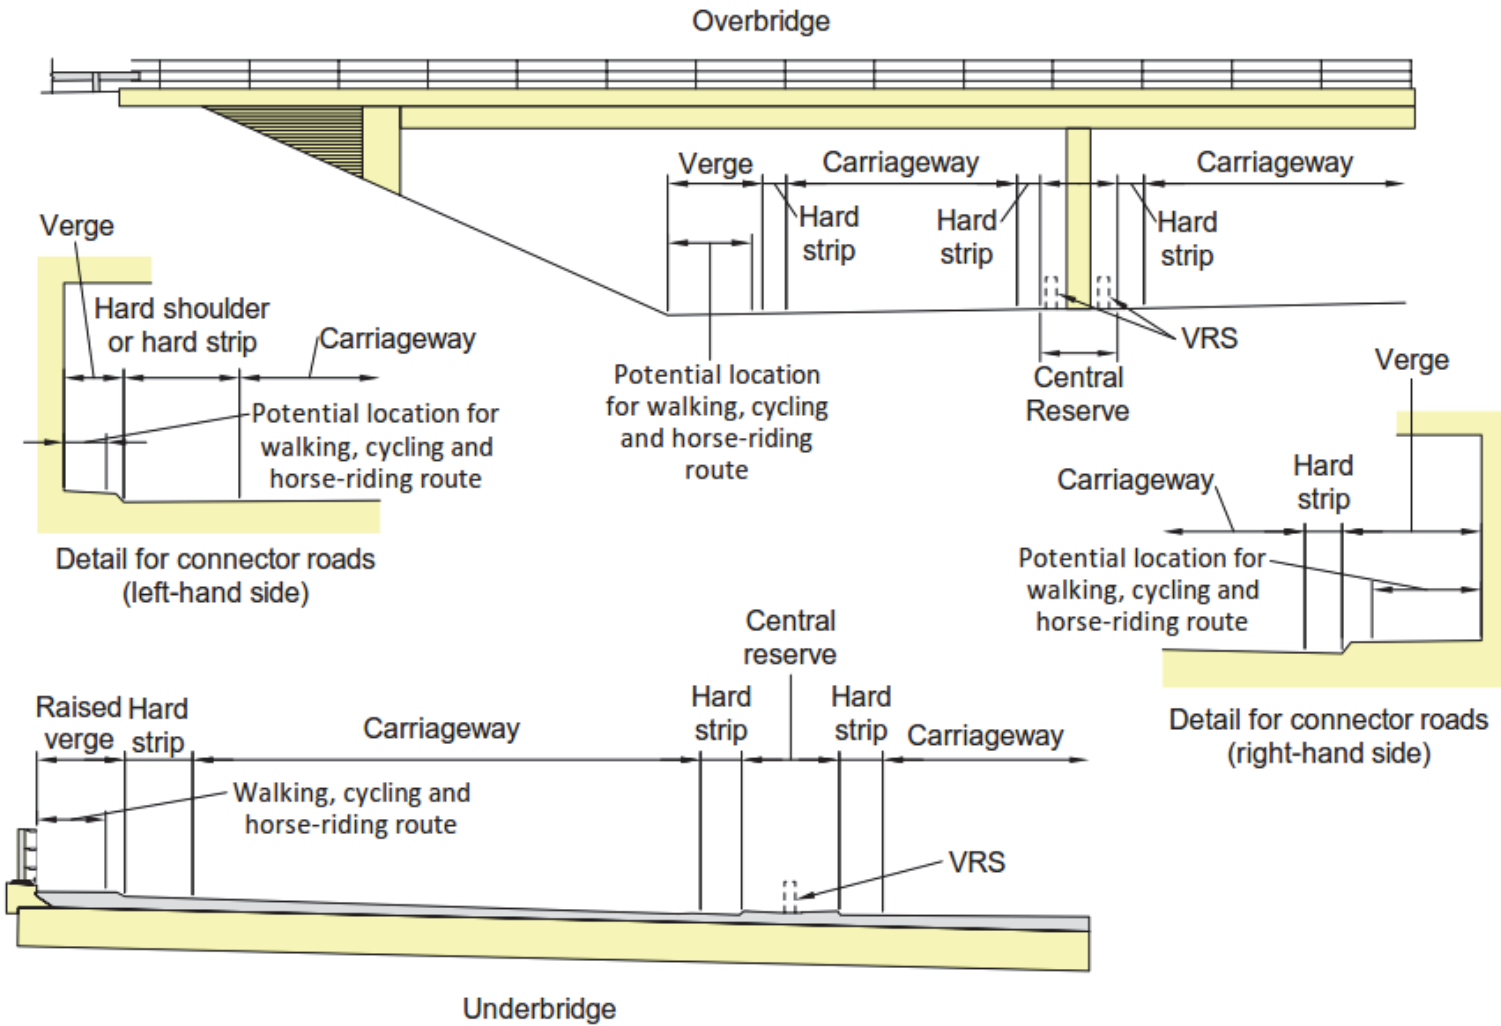 Overbridge
Verge
Carriageway
Carriageway
Hard
strip
Hard
strip
Hard
strip
VRS
Potential location
for walking, cycling
and horse-riding
route
Central
Reserve
Verge
Hard shoulder
or hard strip
Carriageway
Potential location for
walking, cycling and
horse-riding route
Detail for connector roads
(left-hand side)
Verge
Hard
strip
Carriageway
Potential location for
walking, cycling and
horse-riding route
Detail for connector roads
(right-hand side)
Central
reserve
Raised
verge
Hard
strip
Carriageway
Hard
strip
Hard
strip
Carriageway
Walking, cycling and
horse-riding route
VRS
Underbridge